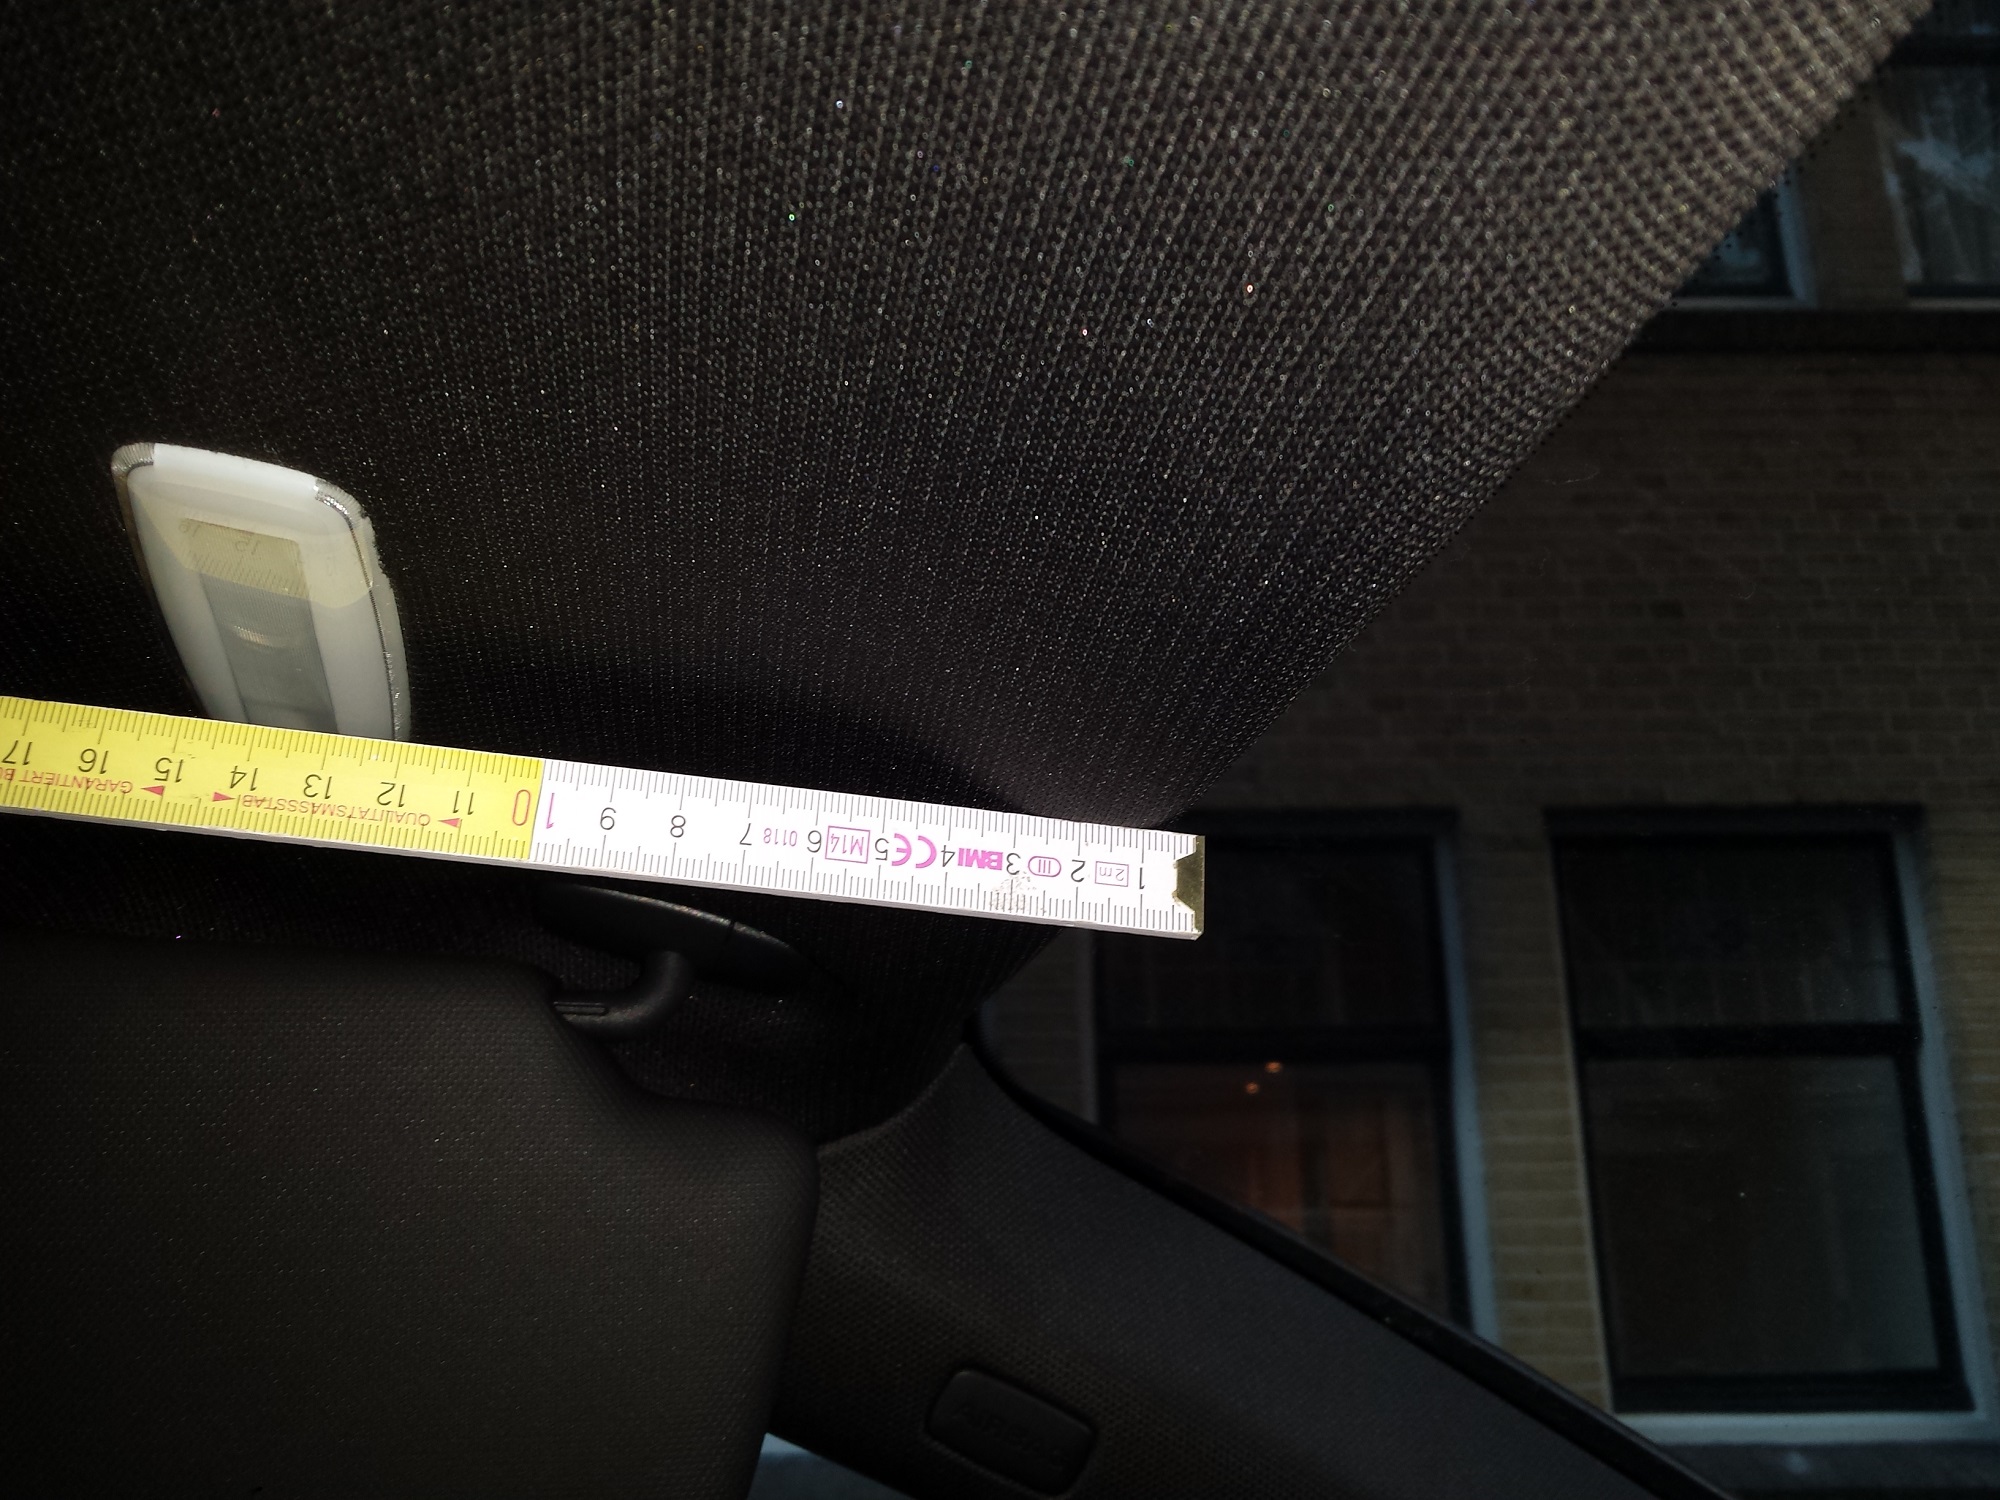 1 2 3 4 5 6 7 8 9 10 11 12 13 14 15 16 17
2m III BMI CE M14 0118
QUALITÄTSMASSSTAB GARANTIERT